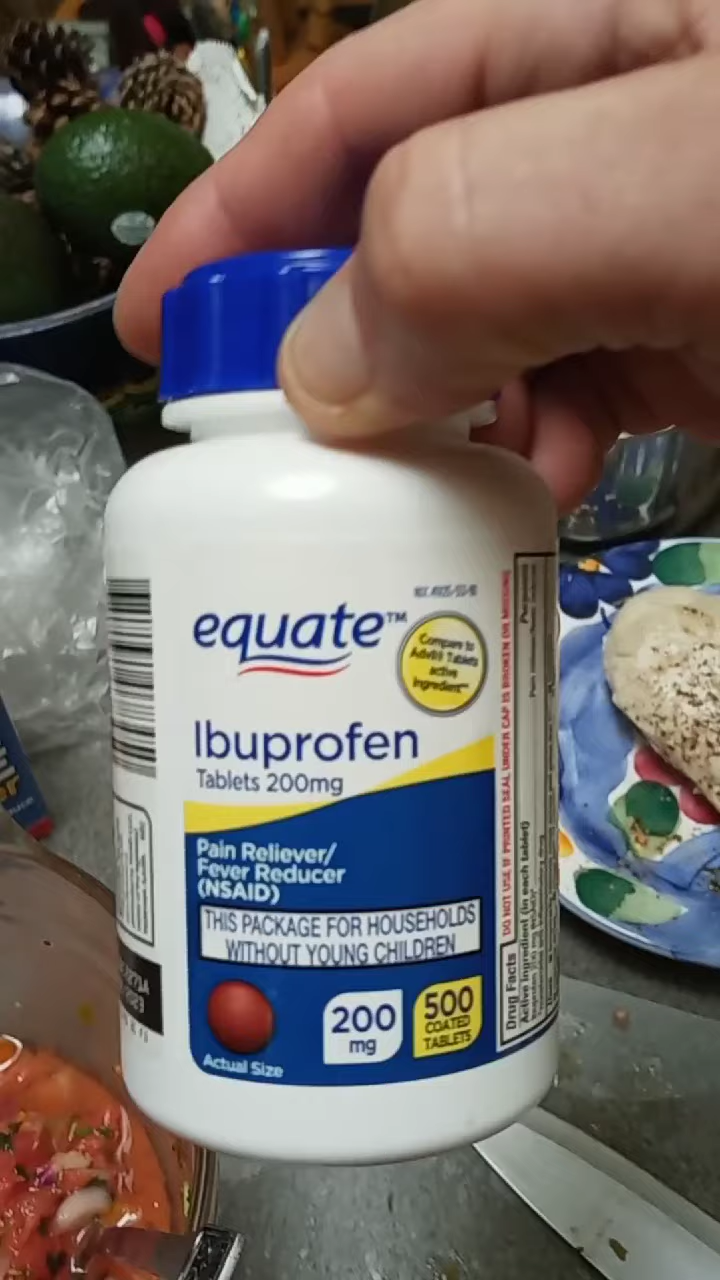 equate™
Compare to
Advil® Tablets
active
ingredient**
Ibuprofen
Tablets 200mg
Pain Reliever/
Fever Reducer
(NSAID)
THIS PACKAGE FOR HOUSEHOLDS
WITHOUT YOUNG CHILDREN
200
mg
500
COATED
TABLETS
Actual Size
DO NOT USE IF PRINTED SEAL UNDER CAP IS BROKEN OR MISSING
Drug Facts
Active ingredient (in each tablet)